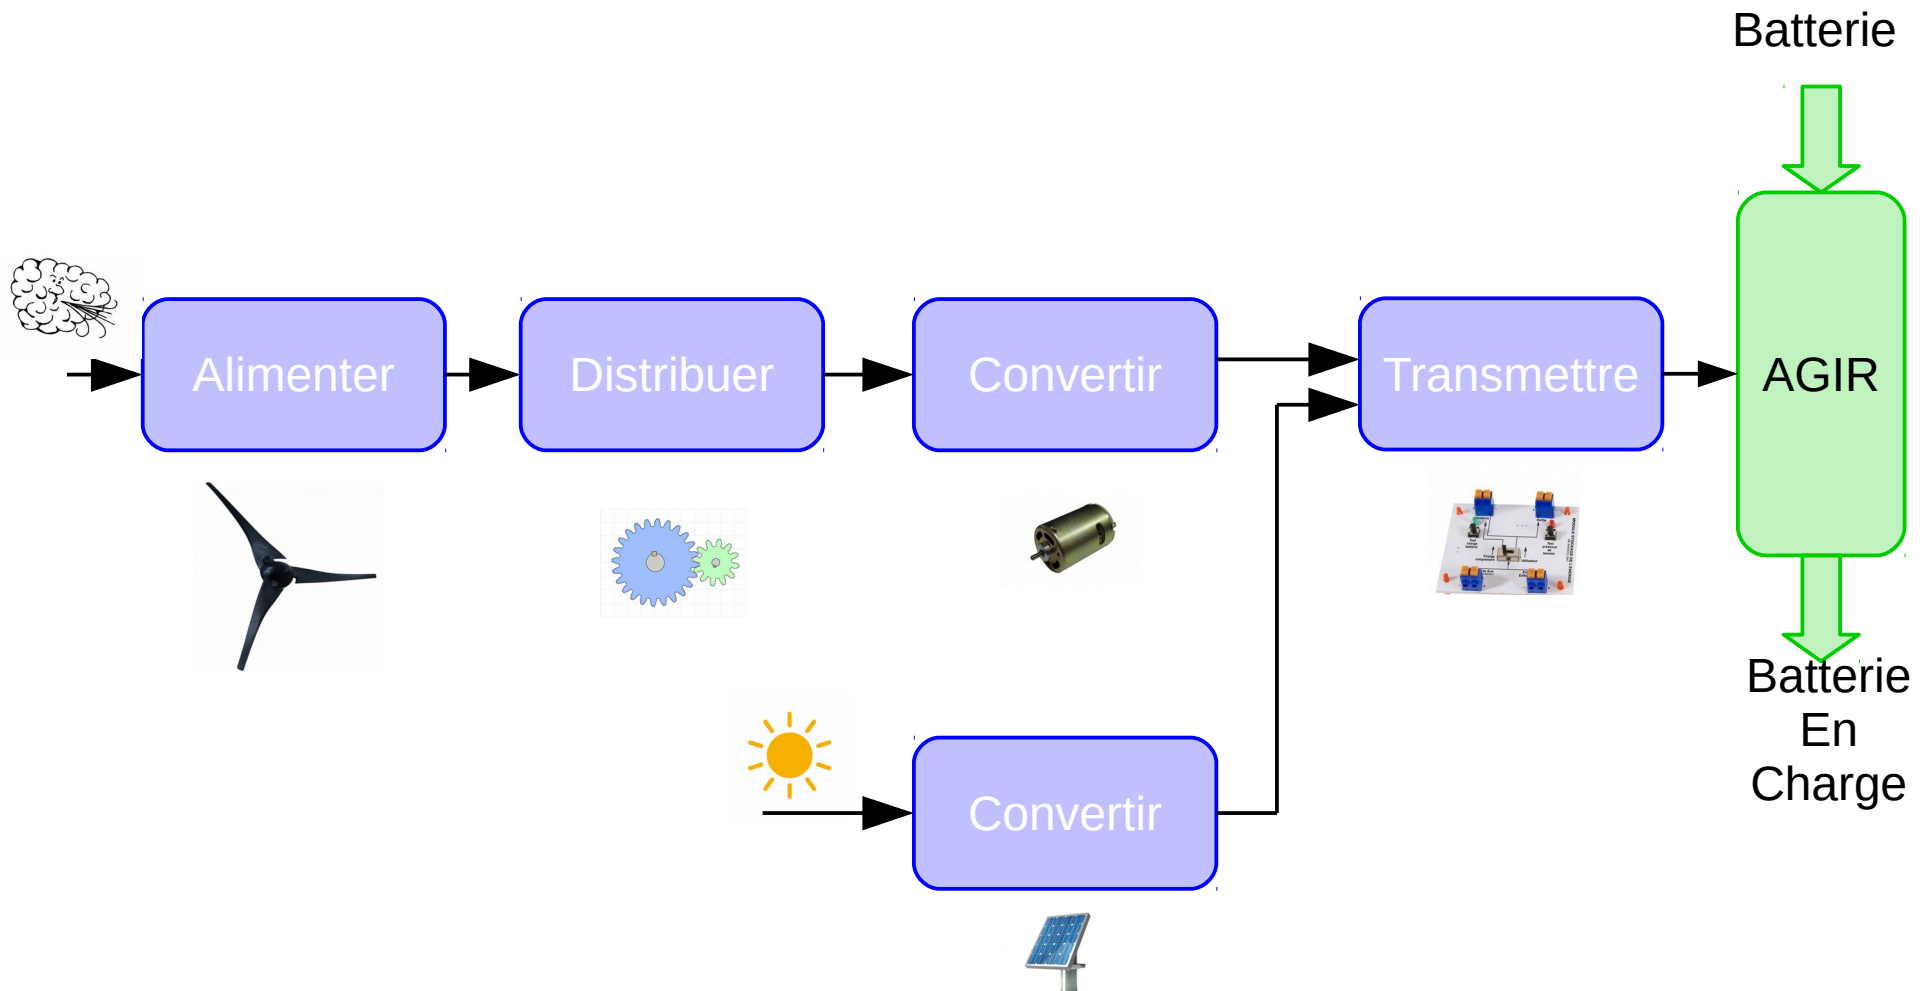 Batterie
Alimenter
Distribuer
Convertir
Transmettre
AGIR
Batterie
En
Charge
Convertir